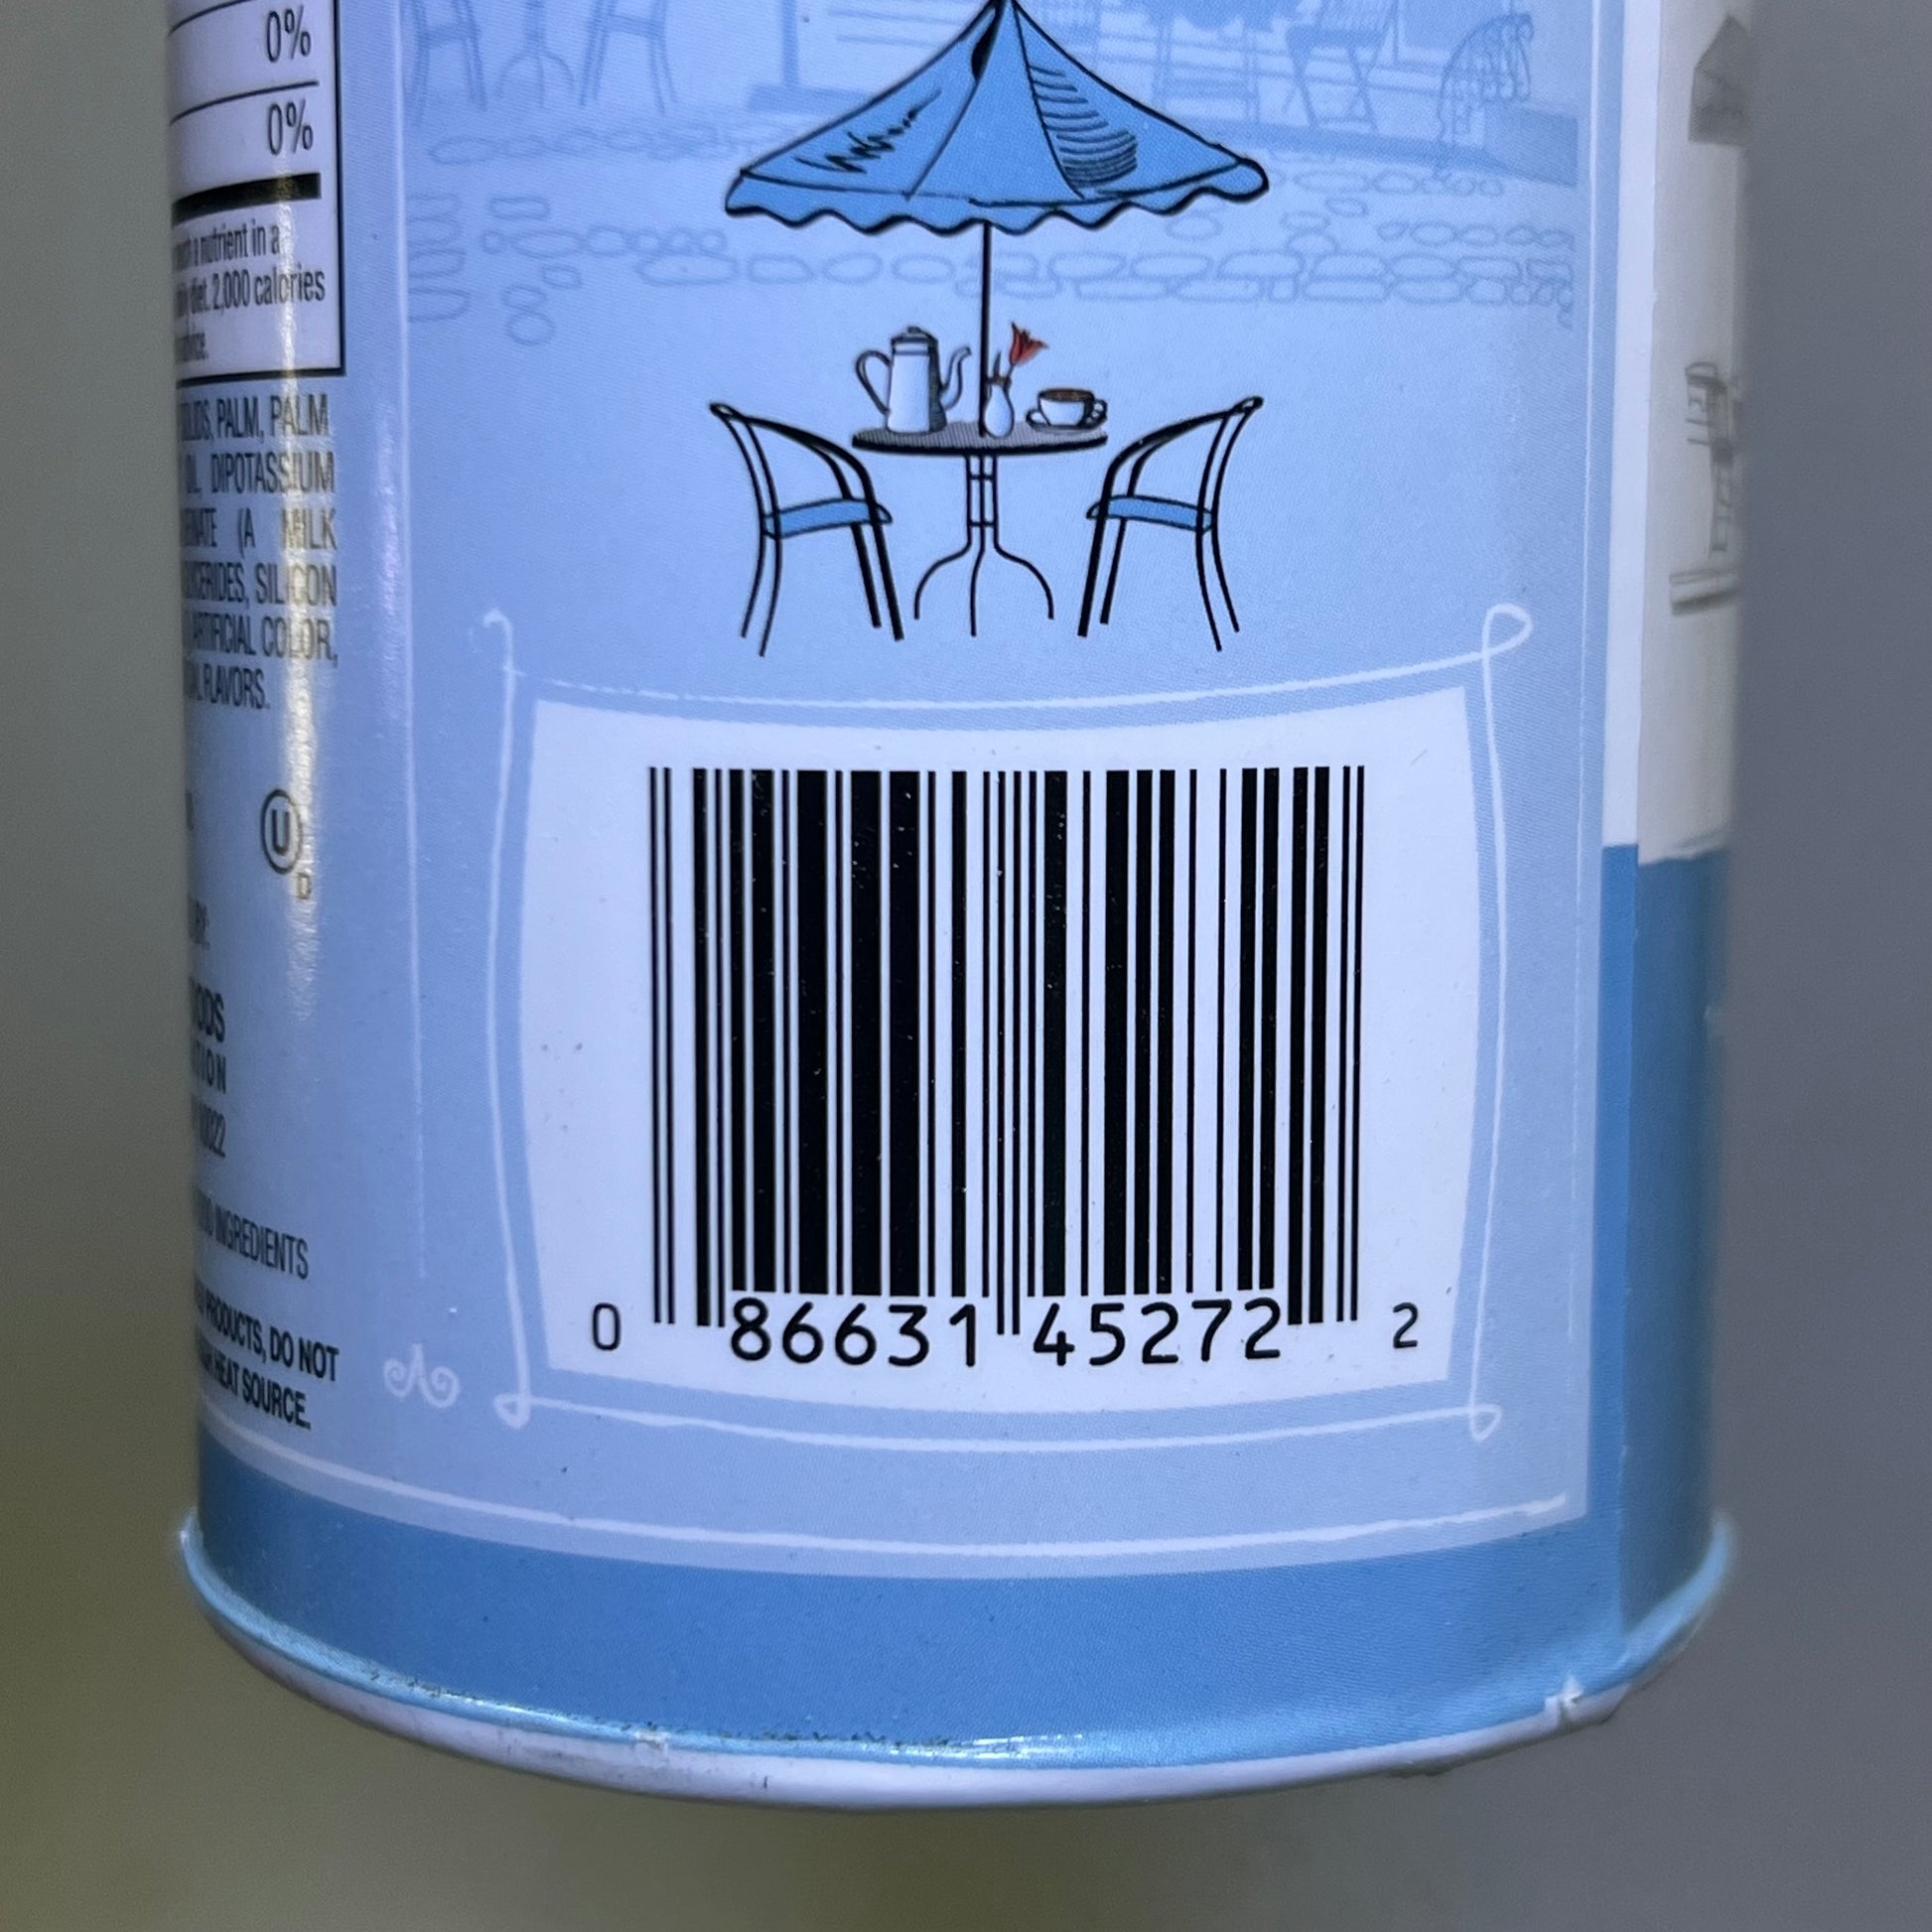 0%
0%
a nutrient in a
diet. 2,000 calories
PALM, PALM
OIL, DIPOTASSIUM
(A MILK
SILICON
ARTIFICIAL COLOR,
FLAVORS.
U
D
BY:
INGREDIENTS
PRODUCTS, DO NOT
HEAT SOURCE.
0 86631 45272 2